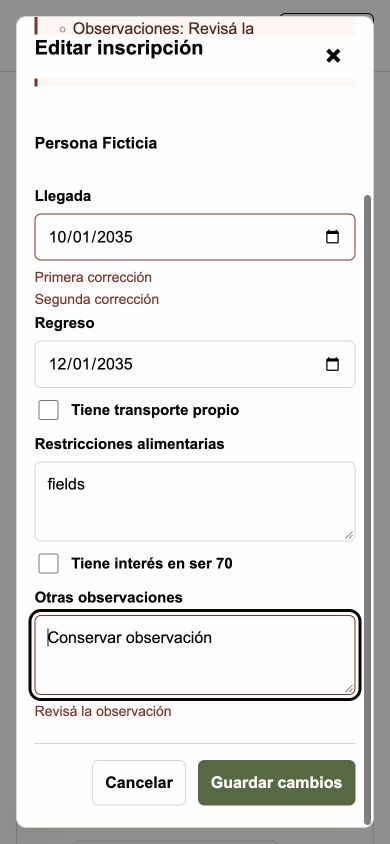 Observaciones: Revisá la
Editar inscripción
Persona Ficticia
Llegada
10/01/2035
Primera corrección
Segunda corrección
Regreso
12/01/2035
Tiene transporte propio
Restricciones alimentarias
fields
Tiene interés en ser 70
Otras observaciones
Conservar observación
Revisá la observación
Cancelar
Guardar cambios